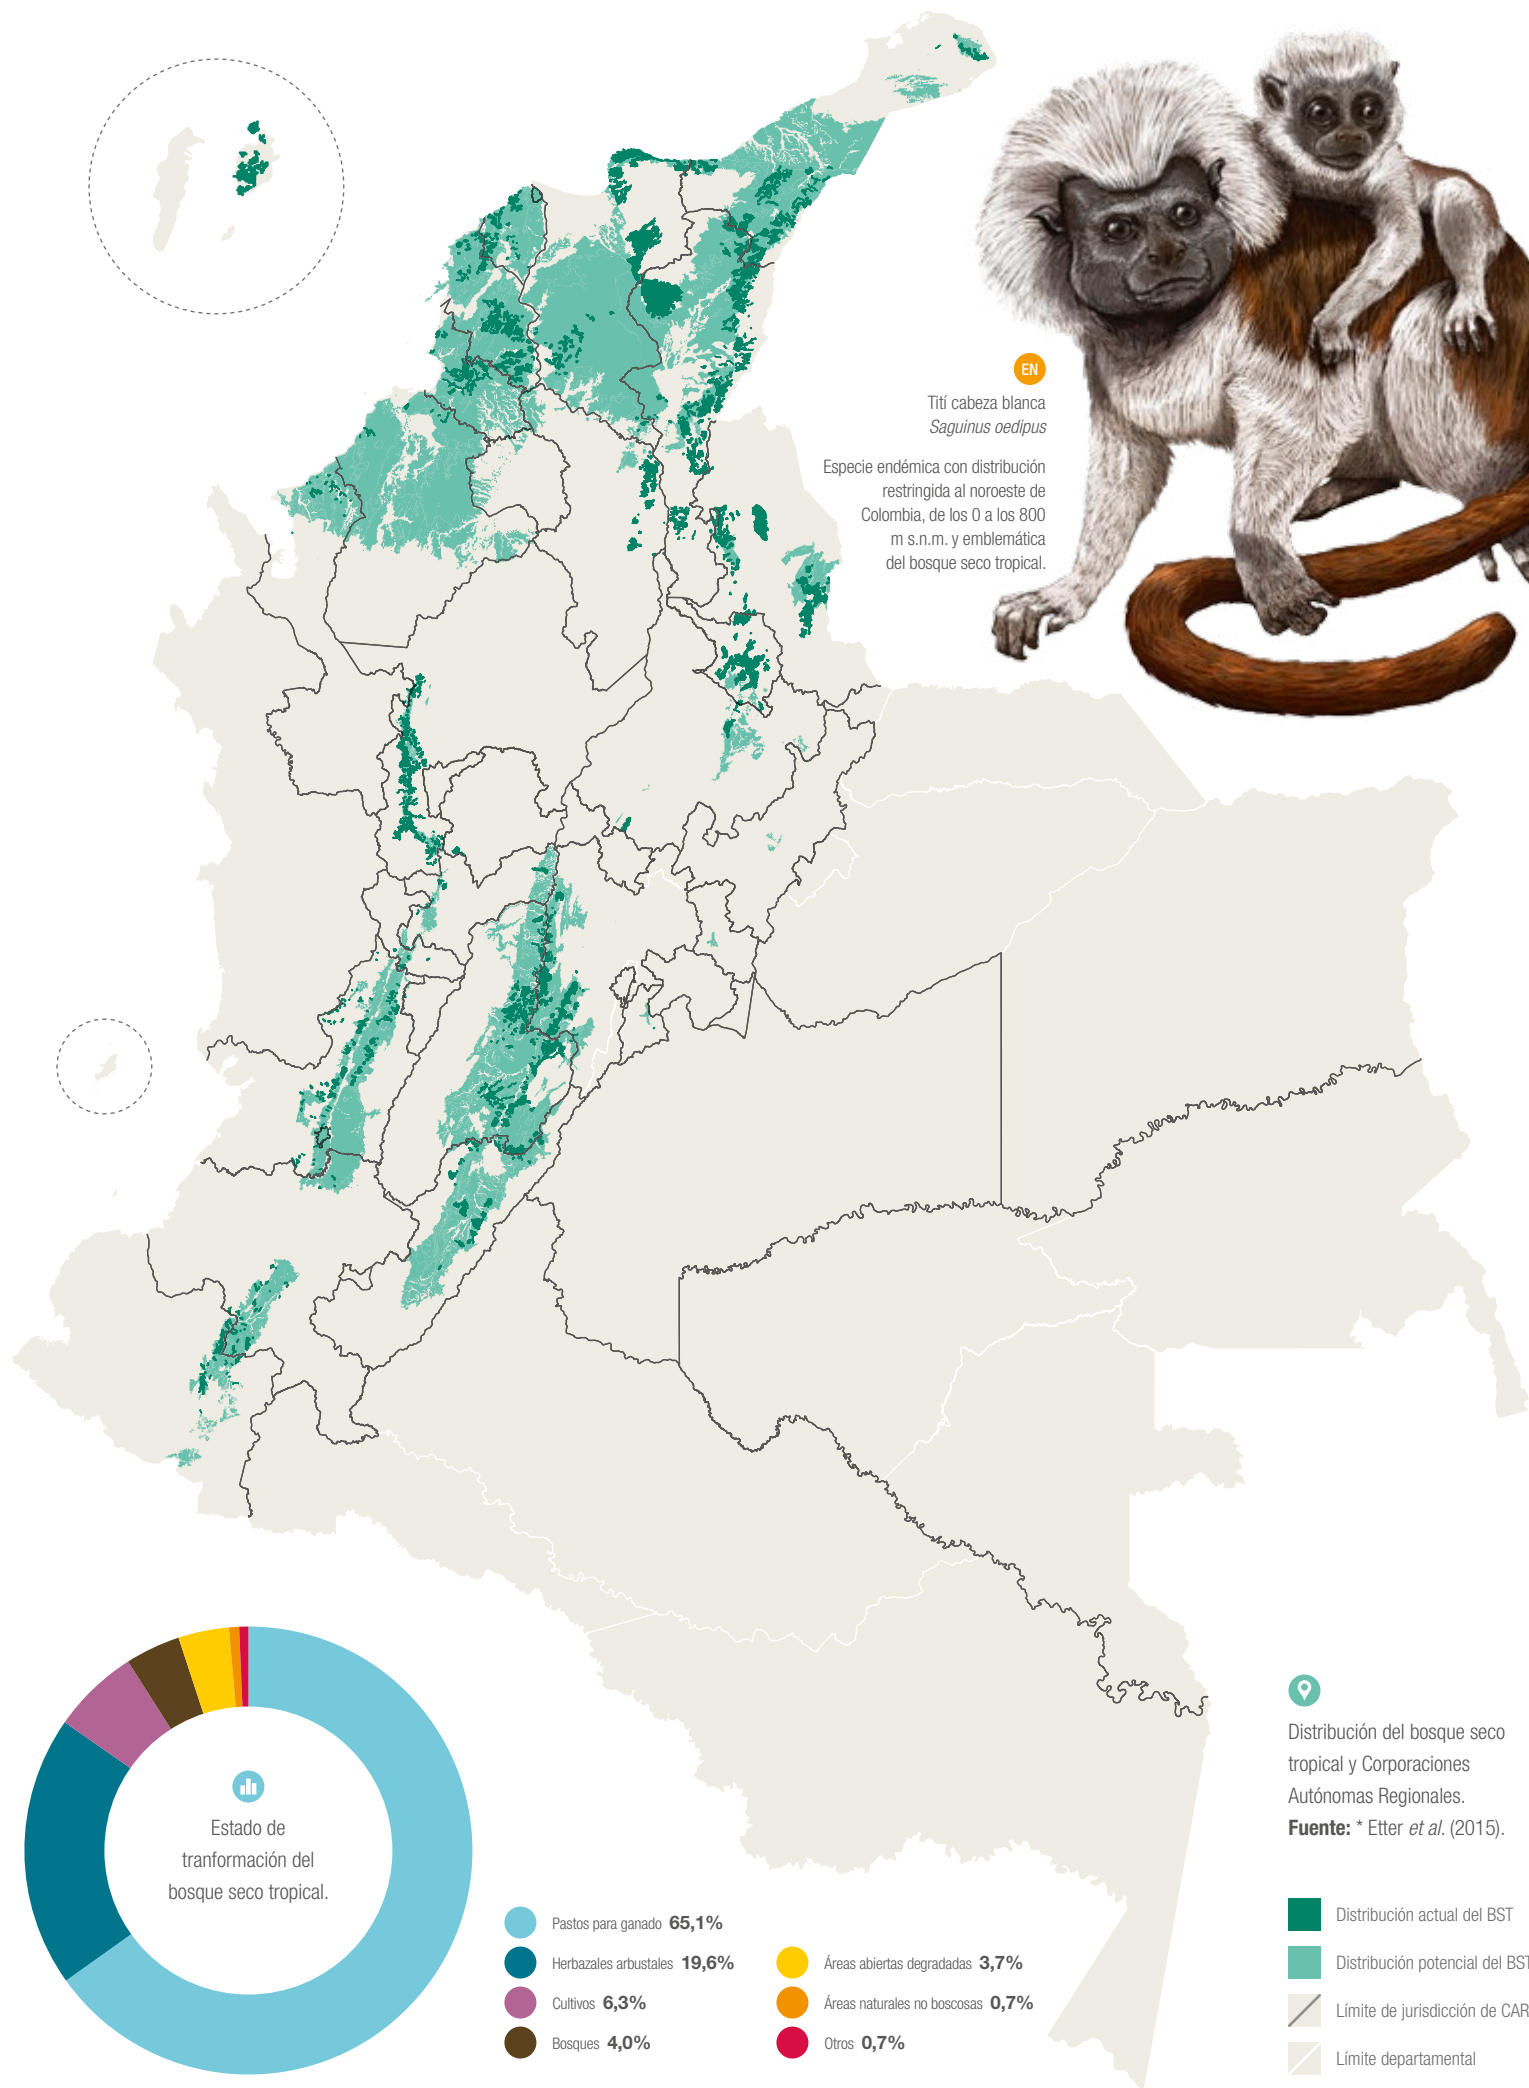 EN
Tití cabeza blanca
Saguinus oedipus
Especie endémica con distribución
restringida al noroeste de
Colombia, de los 0 a los 800
m s.n.m. y emblemática
del bosque seco tropical.
Estado de
tranformación del
bosque seco tropical.
Pastos para ganado 65,1%
Herbazales arbustales 19,6%
Cultivos 6,3%
Bosques 4,0%
Áreas abiertas degradadas 3,7%
Áreas naturales no boscosas 0,7%
Otros 0,7%
Distribución del bosque seco
tropical y Corporaciones
Autónomas Regionales.
Fuente: * Etter et al. (2015).
Distribución actual del BST
Distribución potencial del BST
Límite de jurisdicción de CAR
Límite departamental